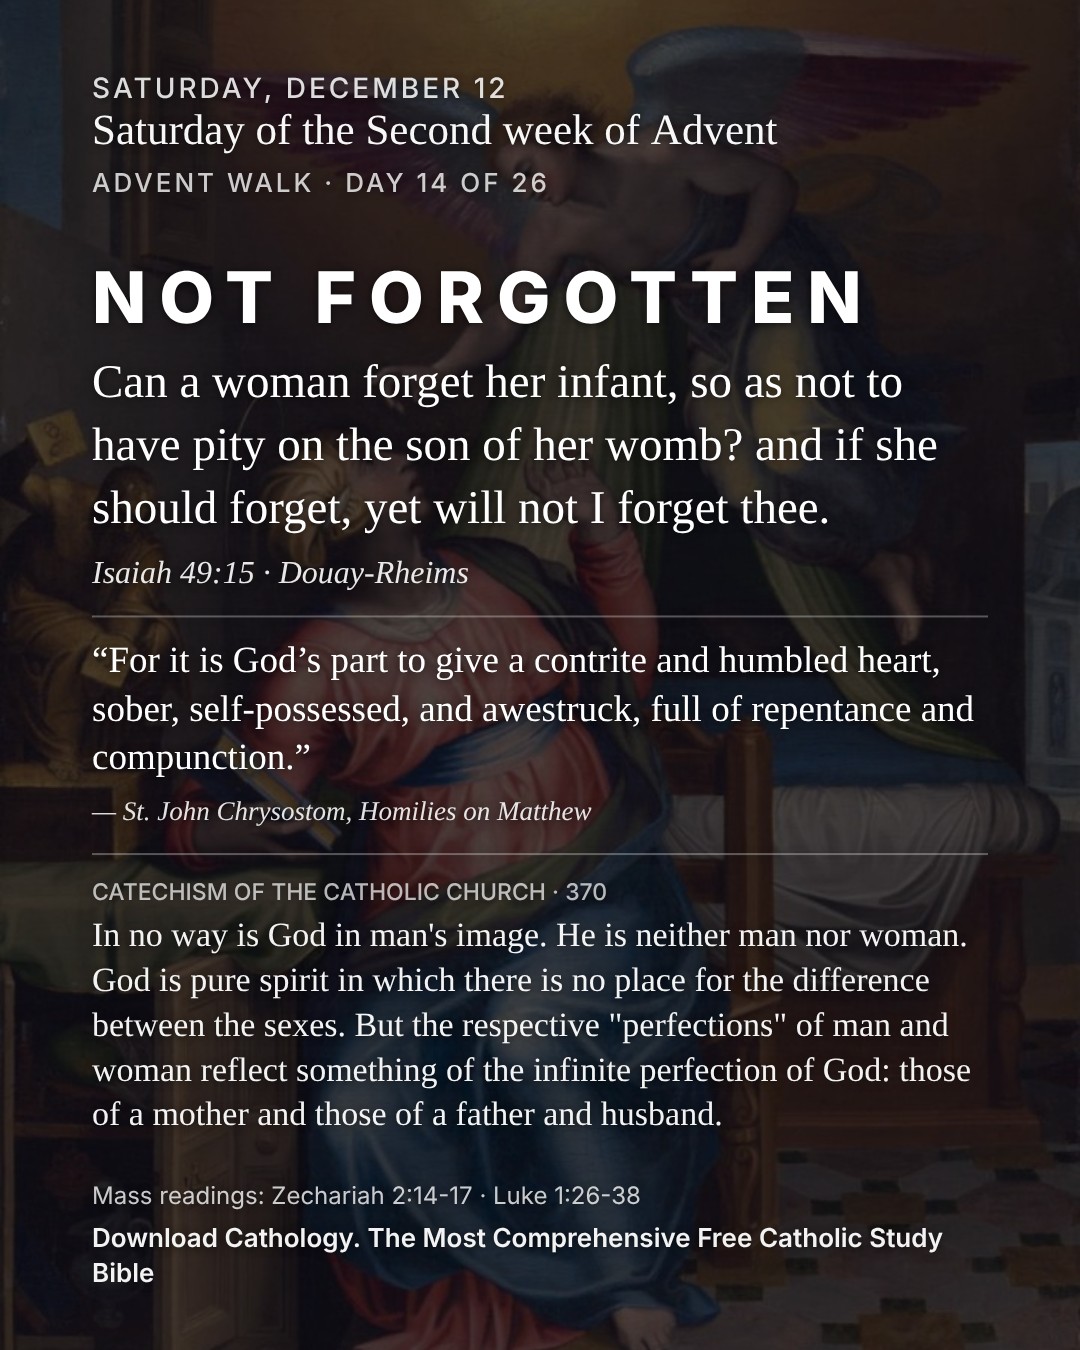 SATURDAY, DECEMBER 12
Saturday of the Second week of Advent
ADVENT WALK · DAY 14 OF 26
NOT FORGOTTEN
Can a woman forget her infant, so as not to
have pity on the son of her womb? and if she
should forget, yet will not I forget thee.
Isaiah 49:15 · Douay-Rheims
“For it is God’s part to give a contrite and humbled heart,
sober, self-possessed, and awestruck, full of repentance and
compunction.”
— St. John Chrysostom, Homilies on Matthew
CATECHISM OF THE CATHOLIC CHURCH · 370
In no way is God in man's image. He is neither man nor woman.
God is pure spirit in which there is no place for the difference
between the sexes. But the respective "perfections" of man and
woman reflect something of the infinite perfection of God: those
of a mother and those of a father and husband.
Mass readings: Zechariah 2:14-17 · Luke 1:26-38
Download Cathology. The Most Comprehensive Free Catholic Study
Bible